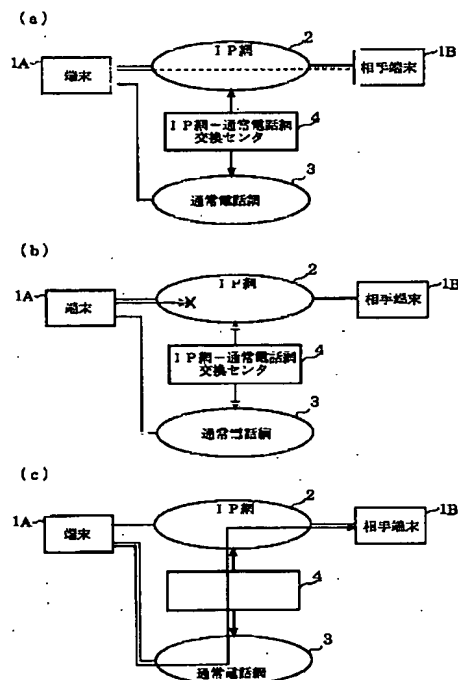 (a)
IP網
2
1A
端末
1B
相手端末
4
IP網−通常電話網
交換センタ
3
通常電話網
(b)
IP網
2
1A
端末
1B
相手端末
4
IP網−通常電話網
交換センタ
3
通常電話網
(c)
IP網
2
1A
端末
1B
相手端末
4
3
通常電話網